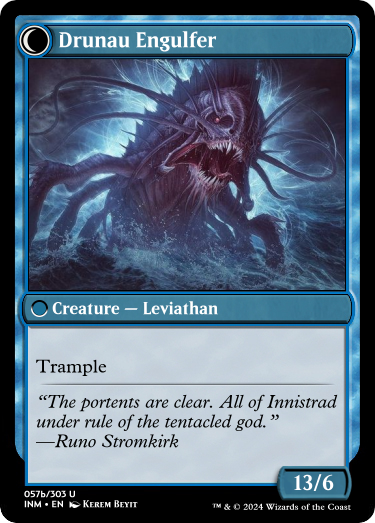 Drunau Engulfer
Creature — Leviathan
Trample
“The portents are clear. All of Innistrad
under rule of the tentacled god.”
—Runo Stromkirk
13/6
057b/303 U
INM • EN Kerem Beyit
™ & © 2024 Wizards of the Coast